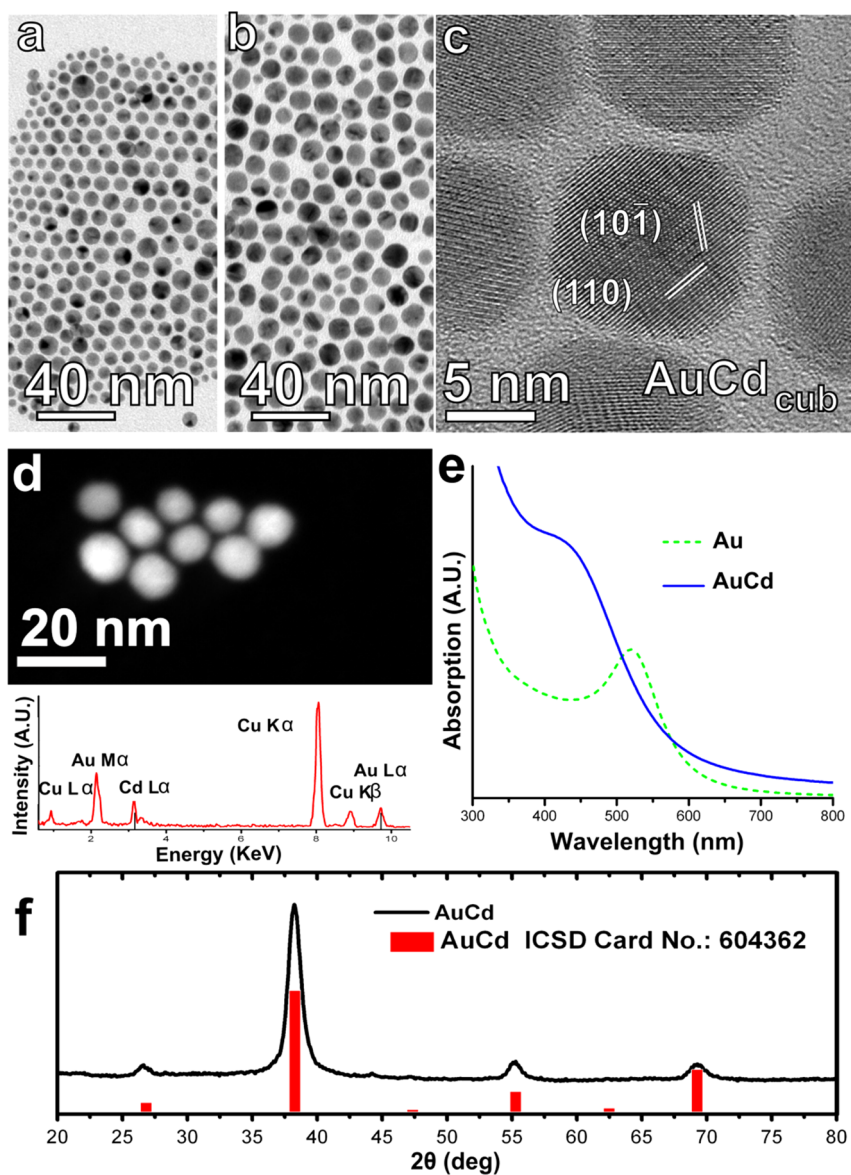 a
b
c
40 nm
40 nm
(101̄)
(110)
5 nm
AuCd cub
d
20 nm
Intensity (A.U.)
Cu Lα
Au Mα
Cd Lα
Cu Kα
Cu Kβ
Au Lα
2
4
6
8
10
Energy (KeV)
e
Absorption (A.U.)
Au
AuCd
300
400
500
600
700
800
Wavelength (nm)
f
AuCd
AuCd ICSD Card No.: 604362
20
25
30
35
40
45
50
55
60
65
70
75
80
2θ (deg)